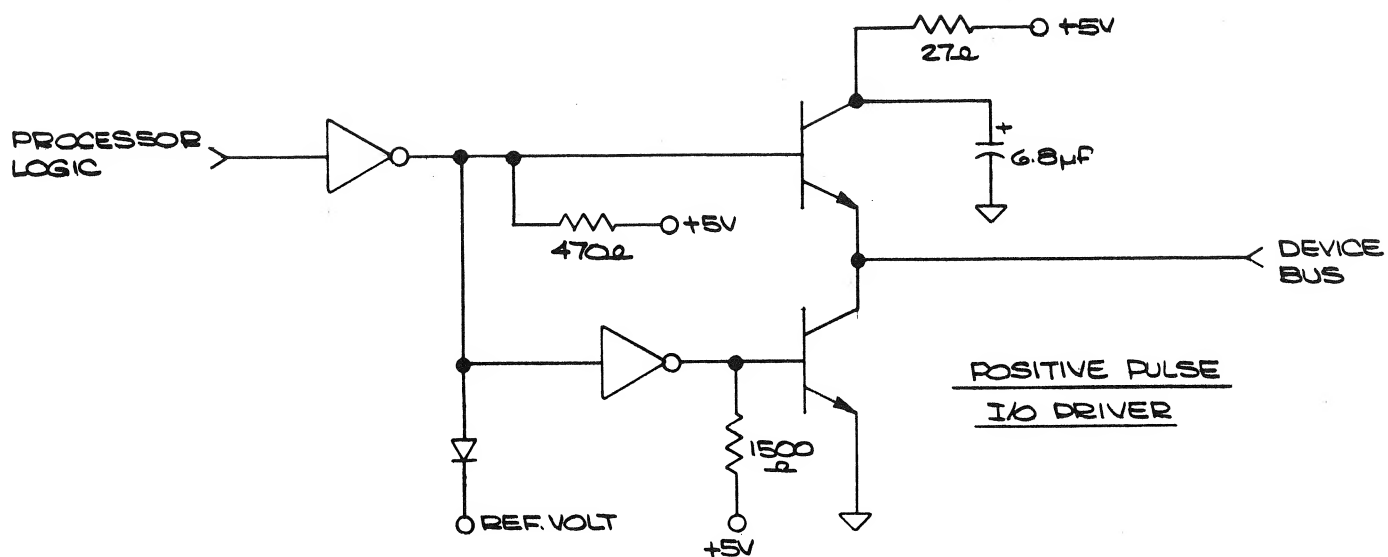 +5V
27Ω
PROCESSOR
LOGIC
+
6.8µf
+5V
470Ω
DEVICE
BUS
POSITIVE PULSE
I/O DRIVER
1500
Ω
REF. VOLT
+5V